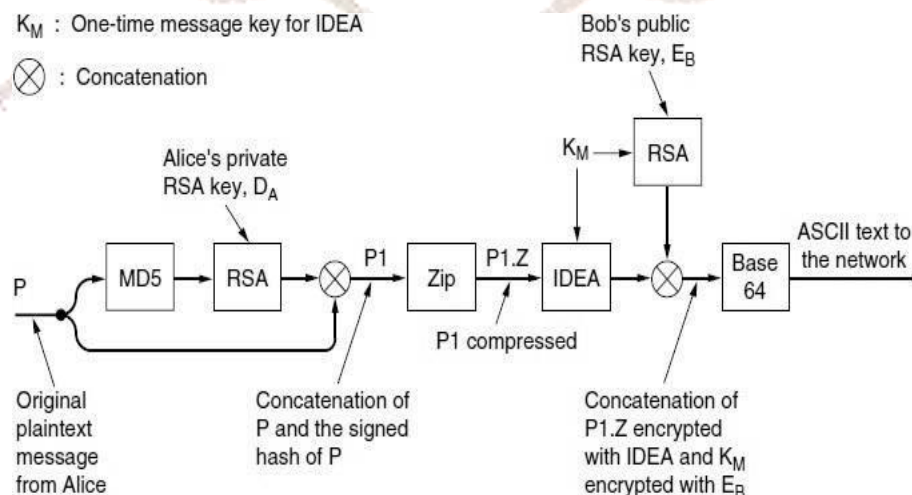 K_M : One-time message key for IDEA
: Concatenation
Bob's public
RSA key, E_B
Alice's private
RSA key, D_A
K_M
RSA
P
MD5
RSA
P1
Zip
P1.Z
IDEA
Base
64
ASCII text to
the network
P1 compressed
Original
plaintext
message
from Alice
Concatenation of
P and the signed
hash of P
Concatenation of
P1.Z encrypted
with IDEA and K_M
encrypted with E_B